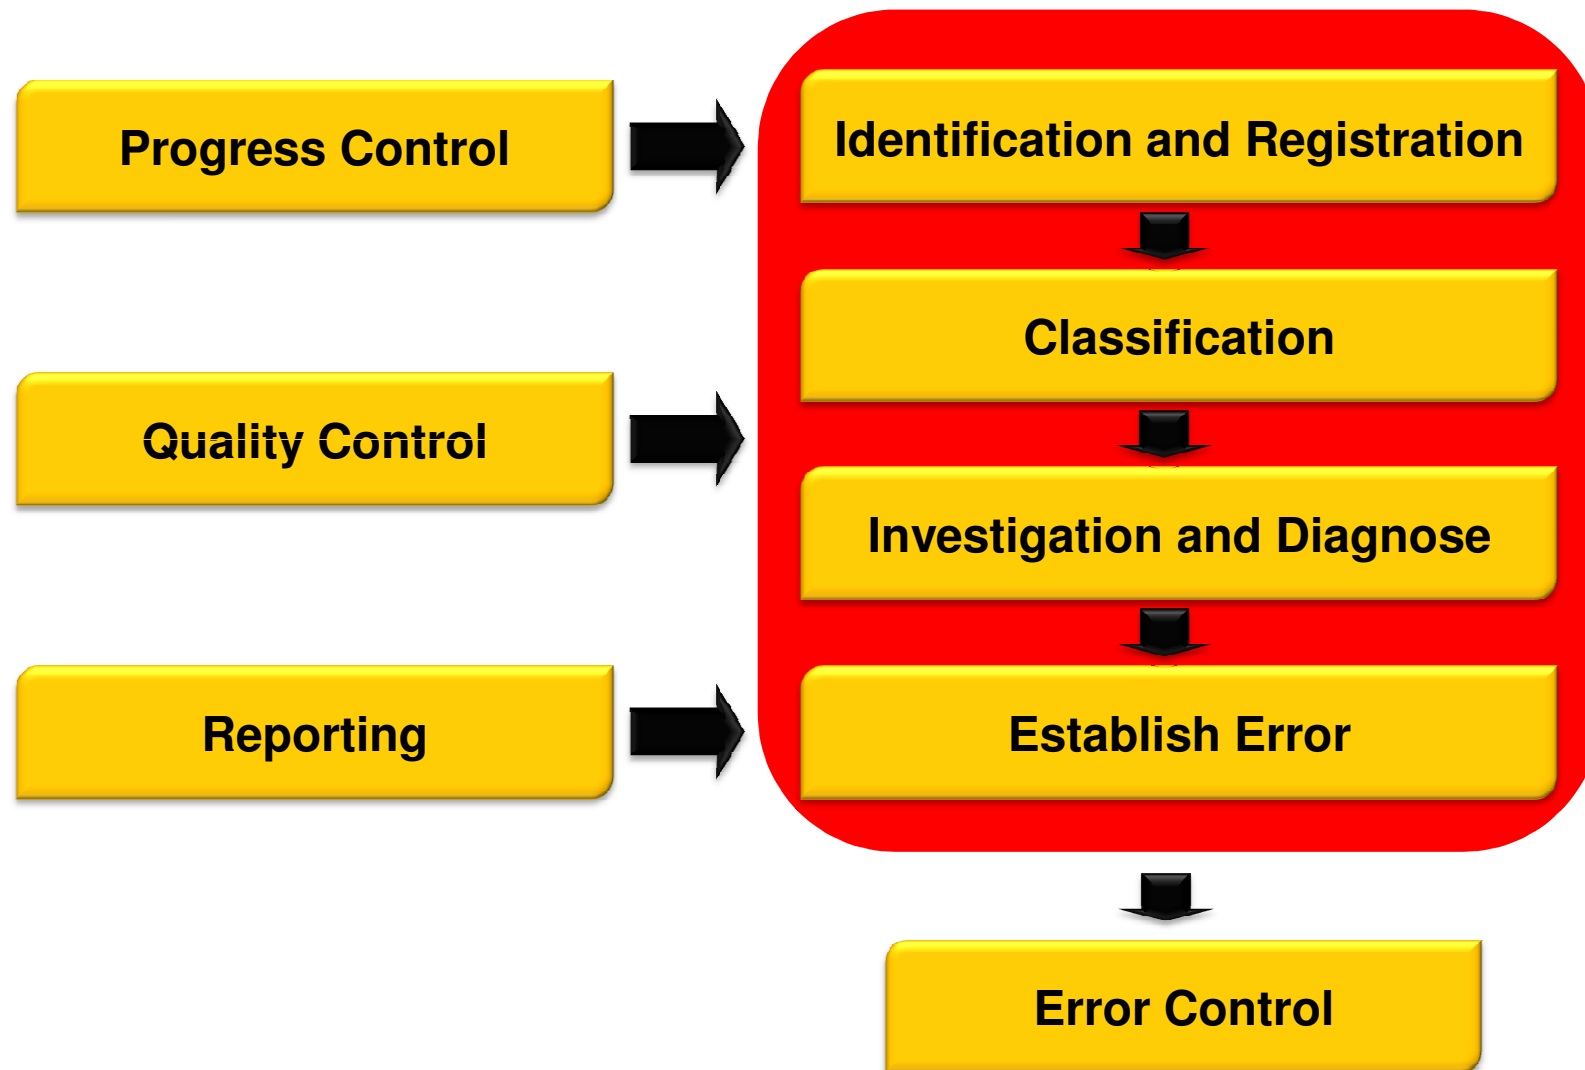 Progress Control
Identification and Registration
Classification
Quality Control
Investigation and Diagnose
Reporting
Establish Error
Error Control